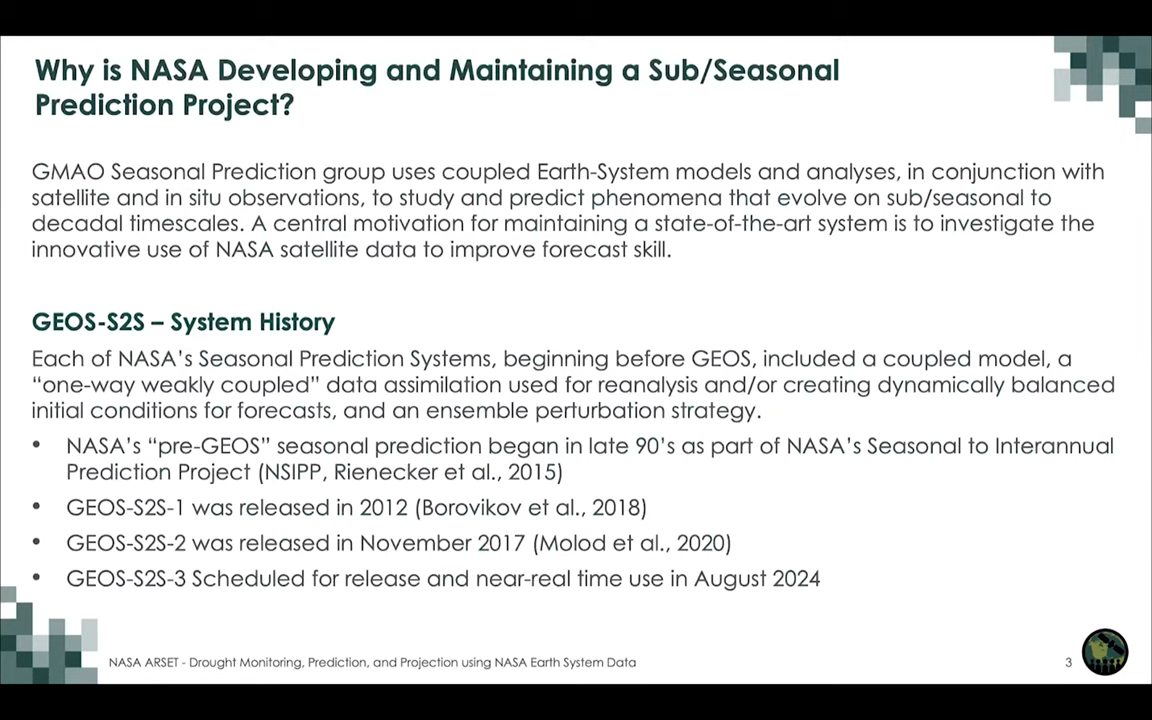 Why is NASA Developing and Maintaining a Sub/Seasonal
Prediction Project?
GMAO Seasonal Prediction group uses coupled Earth-System models and analyses, in conjunction with
satellite and in situ observations, to study and predict phenomena that evolve on sub/seasonal to
decadal timescales. A central motivation for maintaining a state-of-the-art system is to investigate the
innovative use of NASA satellite data to improve forecast skill.
GEOS-S2S – System History
Each of NASA’s Seasonal Prediction Systems, beginning before GEOS, included a coupled model, a
“one-way weakly coupled” data assimilation used for reanalysis and/or creating dynamically balanced
initial conditions for forecasts, and an ensemble perturbation strategy.
• NASA’s “pre-GEOS” seasonal prediction began in late 90’s as part of NASA’s Seasonal to Interannual
Prediction Project (NSIPP, Rienecker et al., 2015)
• GEOS-S2S-1 was released in 2012 (Borovikov et al., 2018)
• GEOS-S2S-2 was released in November 2017 (Molod et al., 2020)
• GEOS-S2S-3 Scheduled for release and near-real time use in August 2024
NASA ARSET - Drought Monitoring, Prediction, and Projection using NASA Earth System Data
3